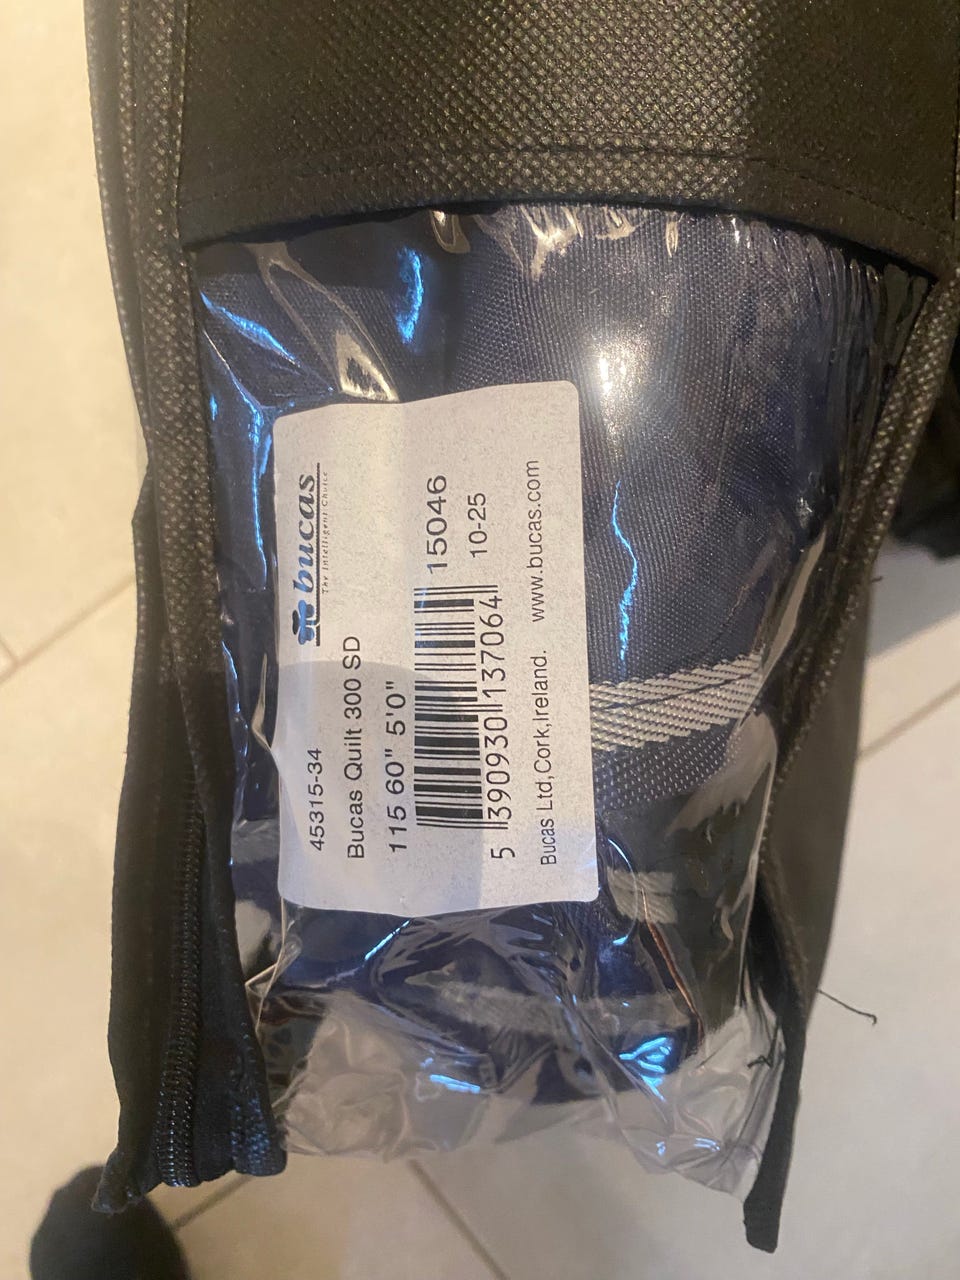 bucas
The Intelligent Choice
45315-34
Bucas Quilt 300 SD
115 60" 5'0"
15046
10-25
5 390930 137064
Bucas Ltd,Cork,Ireland. www.bucas.com